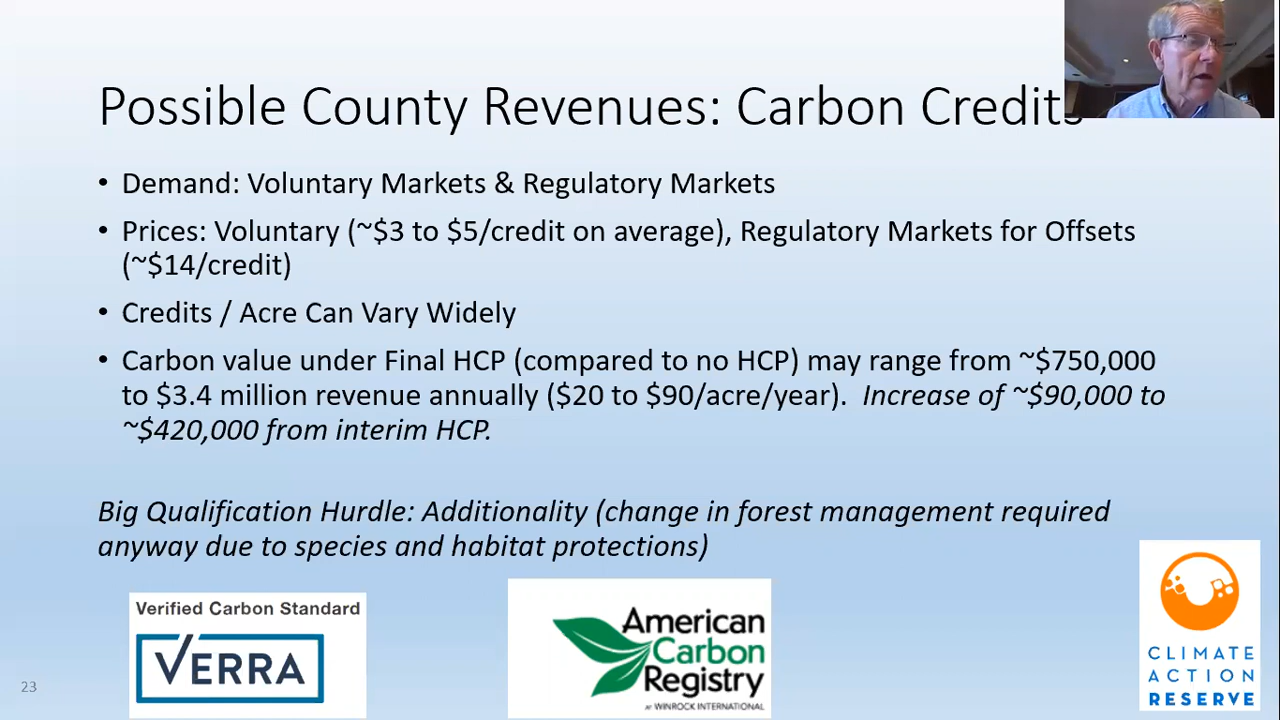 Possible County Revenues: Carbon Credits
• Demand: Voluntary Markets & Regulatory Markets
• Prices: Voluntary (~$3 to $5/credit on average), Regulatory Markets for Offsets
(~$14/credit)
• Credits / Acre Can Vary Widely
• Carbon value under Final HCP (compared to no HCP) may range from ~$750,000
to $3.4 million revenue annually ($20 to $90/acre/year). Increase of ~$90,000 to
~$420,000 from interim HCP.
Big Qualification Hurdle: Additionality (change in forest management required
anyway due to species and habitat protections)
Verified Carbon Standard
VERRA
American
Carbon
Registry
at WINROCK INTERNATIONAL
CLIMATE
ACTION
RESERVE
23